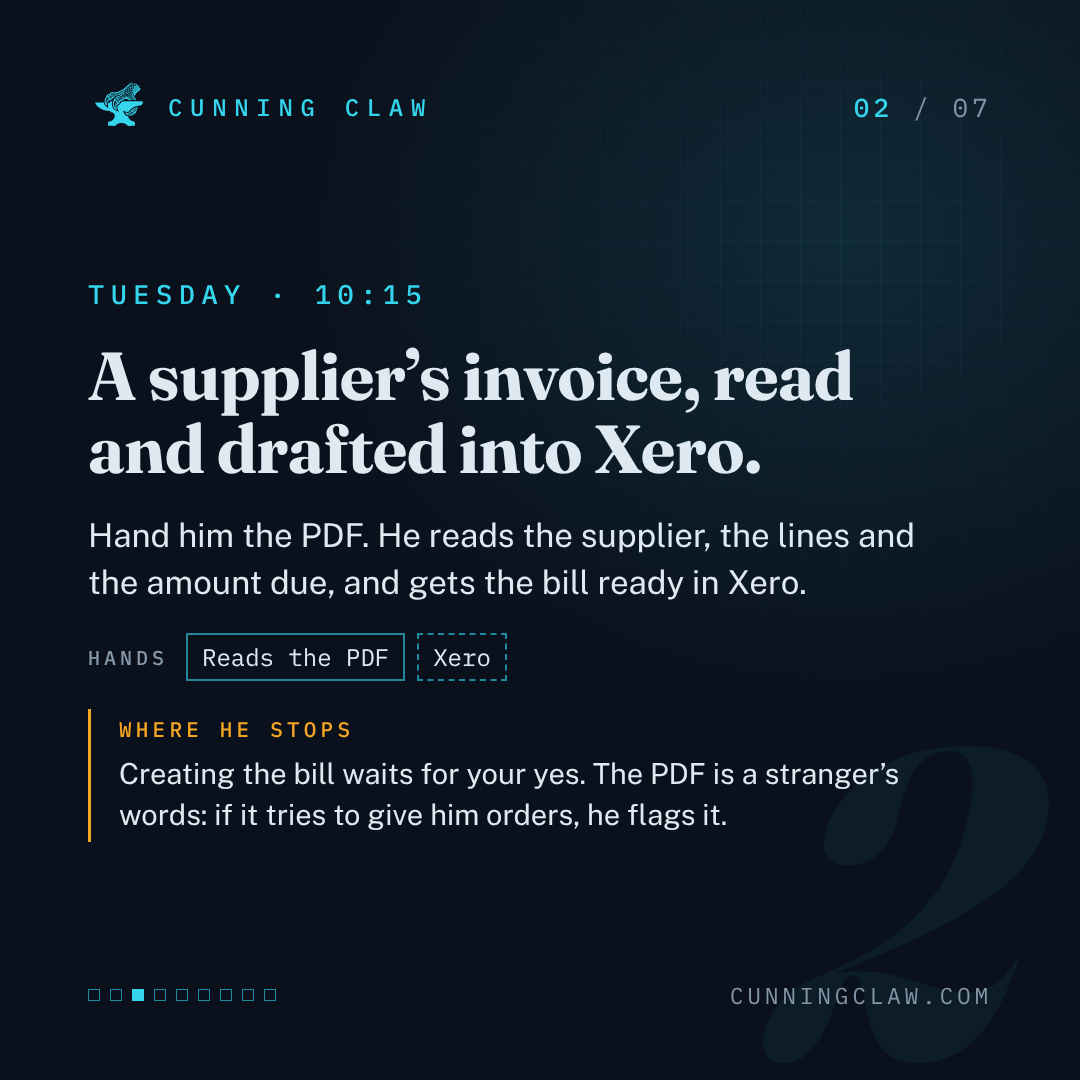 CUNNING CLAW
02 / 07
TUESDAY · 10:15
A supplier’s invoice, read
and drafted into Xero.
Hand him the PDF. He reads the supplier, the lines and
the amount due, and gets the bill ready in Xero.
HANDS Reads the PDF Xero
WHERE HE STOPS
Creating the bill waits for your yes. The PDF is a stranger’s
words: if it tries to give him orders, he flags it.
2
CUNNINGCLAW.COM